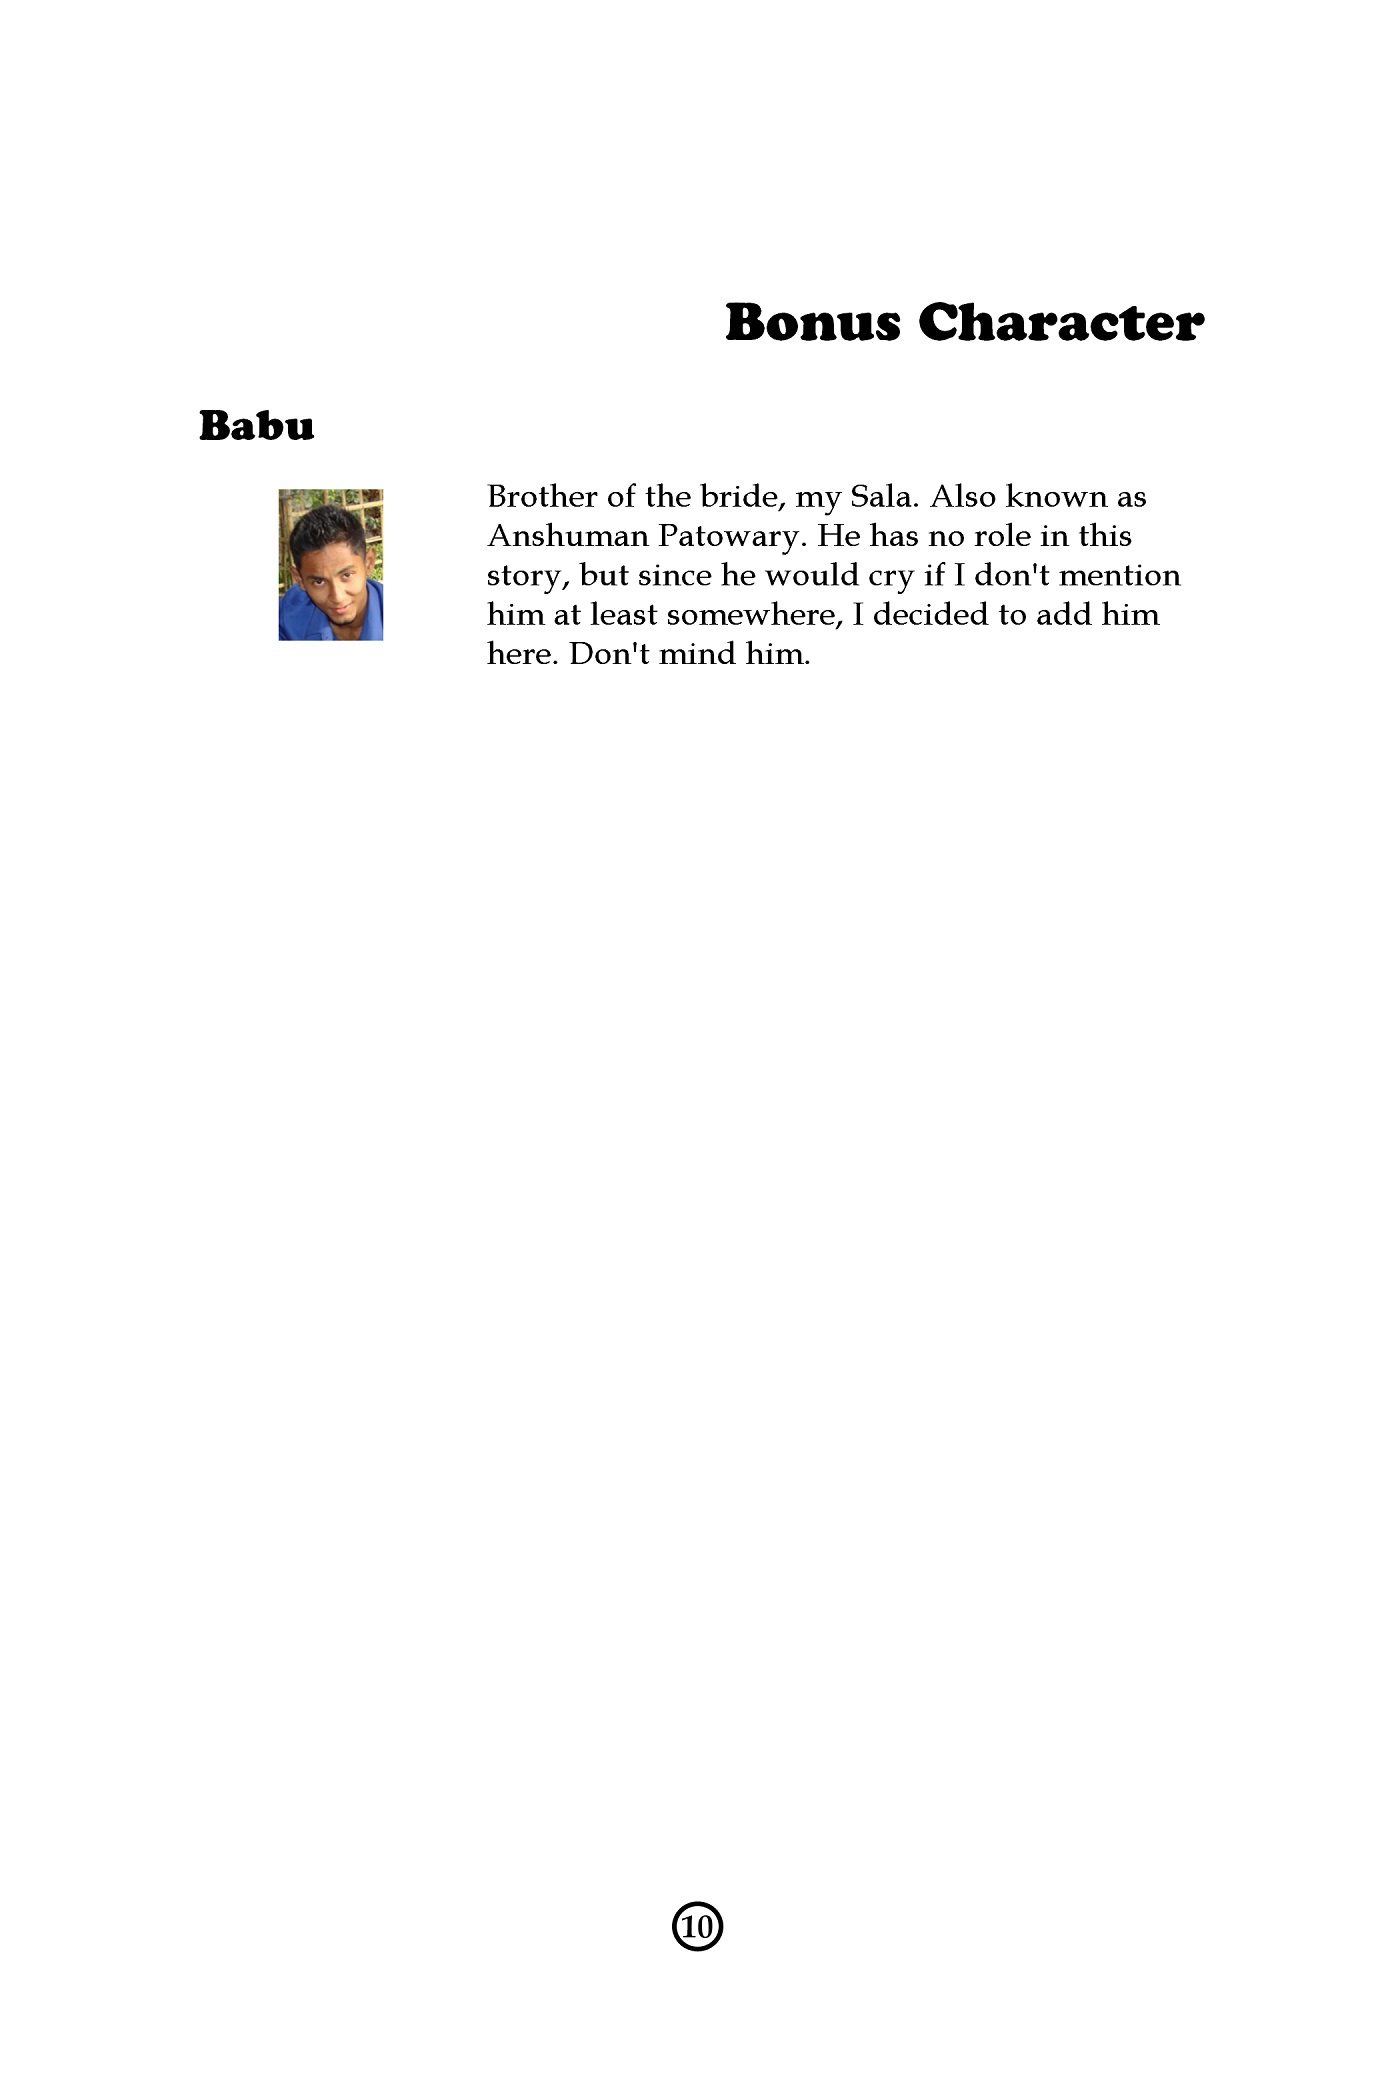 Bonus Character
Babu
Brother of the bride, my Sala. Also known as
Anshuman Patowary. He has no role in this
story, but since he would cry if I don't mention
him at least somewhere, I decided to add him
here. Don't mind him.
10